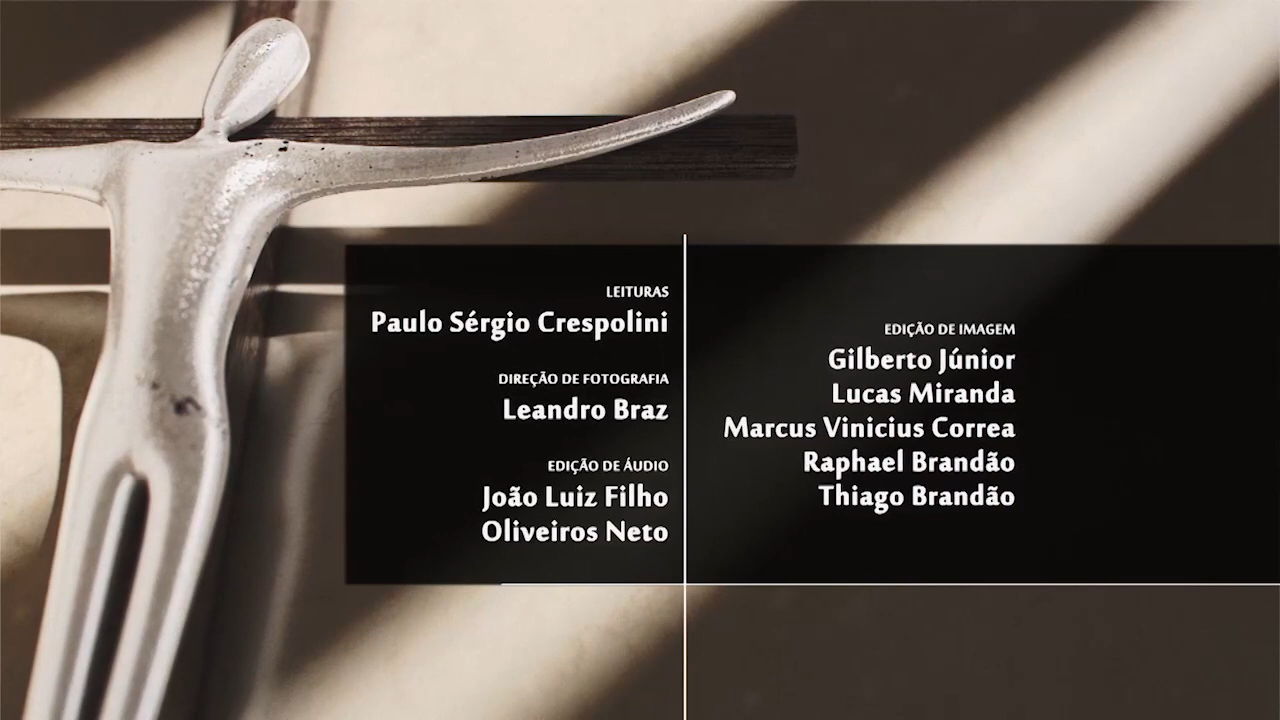 LEITURAS
Paulo Sérgio Crespolini
DIREÇÃO DE FOTOGRAFIA
Leandro Braz
EDIÇÃO DE ÁUDIO
João Luiz Filho
Oliveiros Neto
EDIÇÃO DE IMAGEM
Gilberto Júnior
Lucas Miranda
Marcus Vinicius Correa
Raphael Brandão
Thiago Brandão